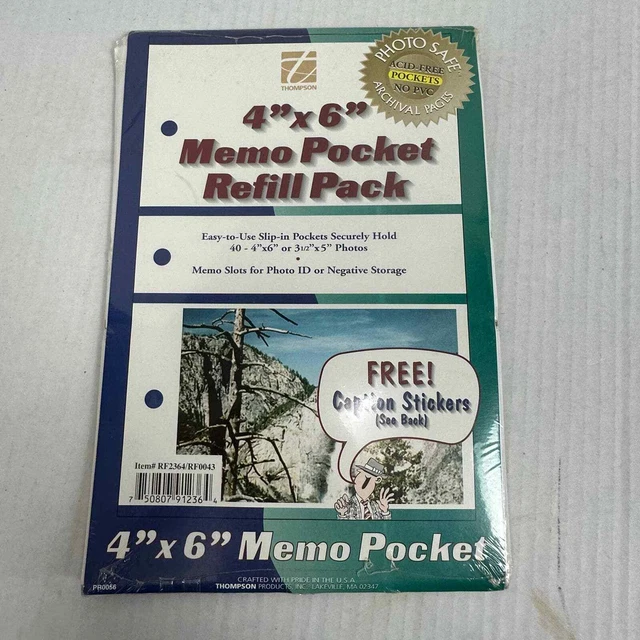 THOMPSON
PHOTO SAFE
ACID-FREE
POCKETS
NO PVC
ARCHIVAL PAGES
4”x 6”
Memo Pocket
Refill Pack
Easy-to-Use Slip-in Pockets Securely Hold
40 - 4"x6" or 31/2"x5" Photos
•
Memo Slots for Photo ID or Negative Storage
FREE!
Caption Stickers
(See Back)
Item# RF2364/RF0043
7 50807 91236 4
4”x 6” Memo Pocket
CRAFTED WITH PRIDE IN THE U.S.A.
PR0056
THOMPSON PRODUCTS, INC. LAKEVILLE, MA 02347